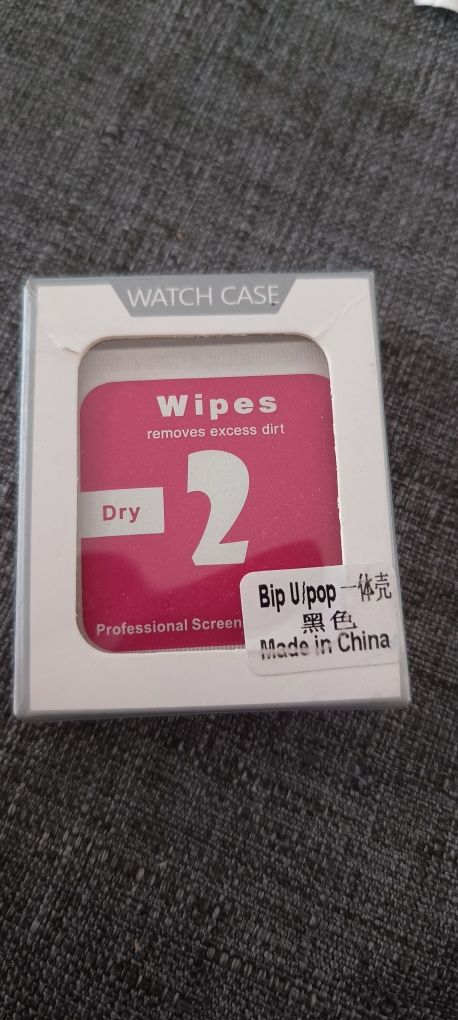 WATCH CASE
Wipes
removes excess dirt
Dry
2
Professional Screen
Bip U/pop 一体壳
黑色
Made in China